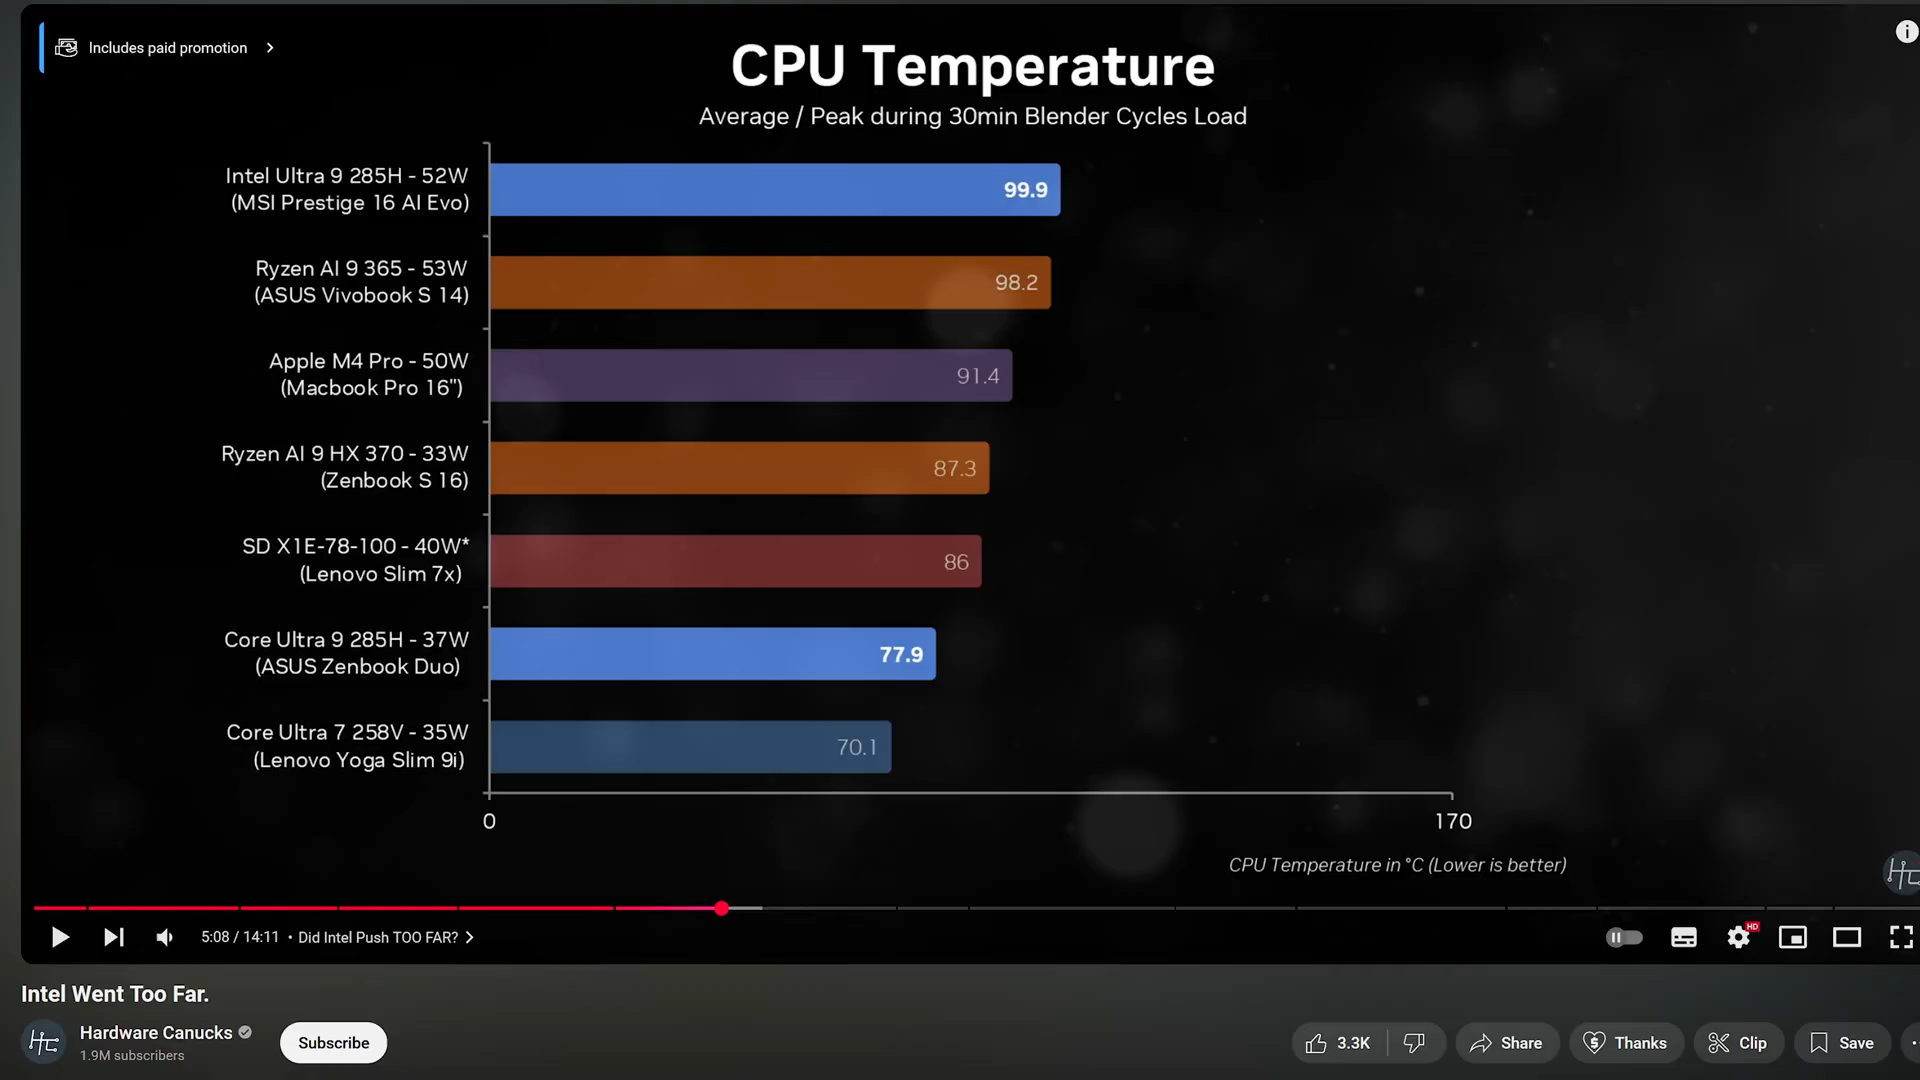 Includes paid promotion
CPU Temperature
Average / Peak during 30min Blender Cycles Load
Intel Ultra 9 285H - 52W
(MSI Prestige 16 AI Evo)
99.9
Ryzen AI 9 365 - 53W
(ASUS Vivobook S 14)
98.2
Apple M4 Pro - 50W
(Macbook Pro 16")
91.4
Ryzen AI 9 HX 370 - 33W
(Zenbook S 16)
87.3
SD X1E-78-100 - 40W*
(Lenovo Slim 7x)
86
Core Ultra 9 285H - 37W
(ASUS Zenbook Duo)
77.9
Core Ultra 7 258V - 35W
(Lenovo Yoga Slim 9i)
70.1
0
170
CPU Temperature in °C (Lower is better)
HC
5:08 / 14:11 • Did Intel Push TOO FAR?
HD
Intel Went Too Far.
HC
Hardware Canucks
1.9M subscribers
Subscribe
3.3K
Share
Thanks
Clip
Save